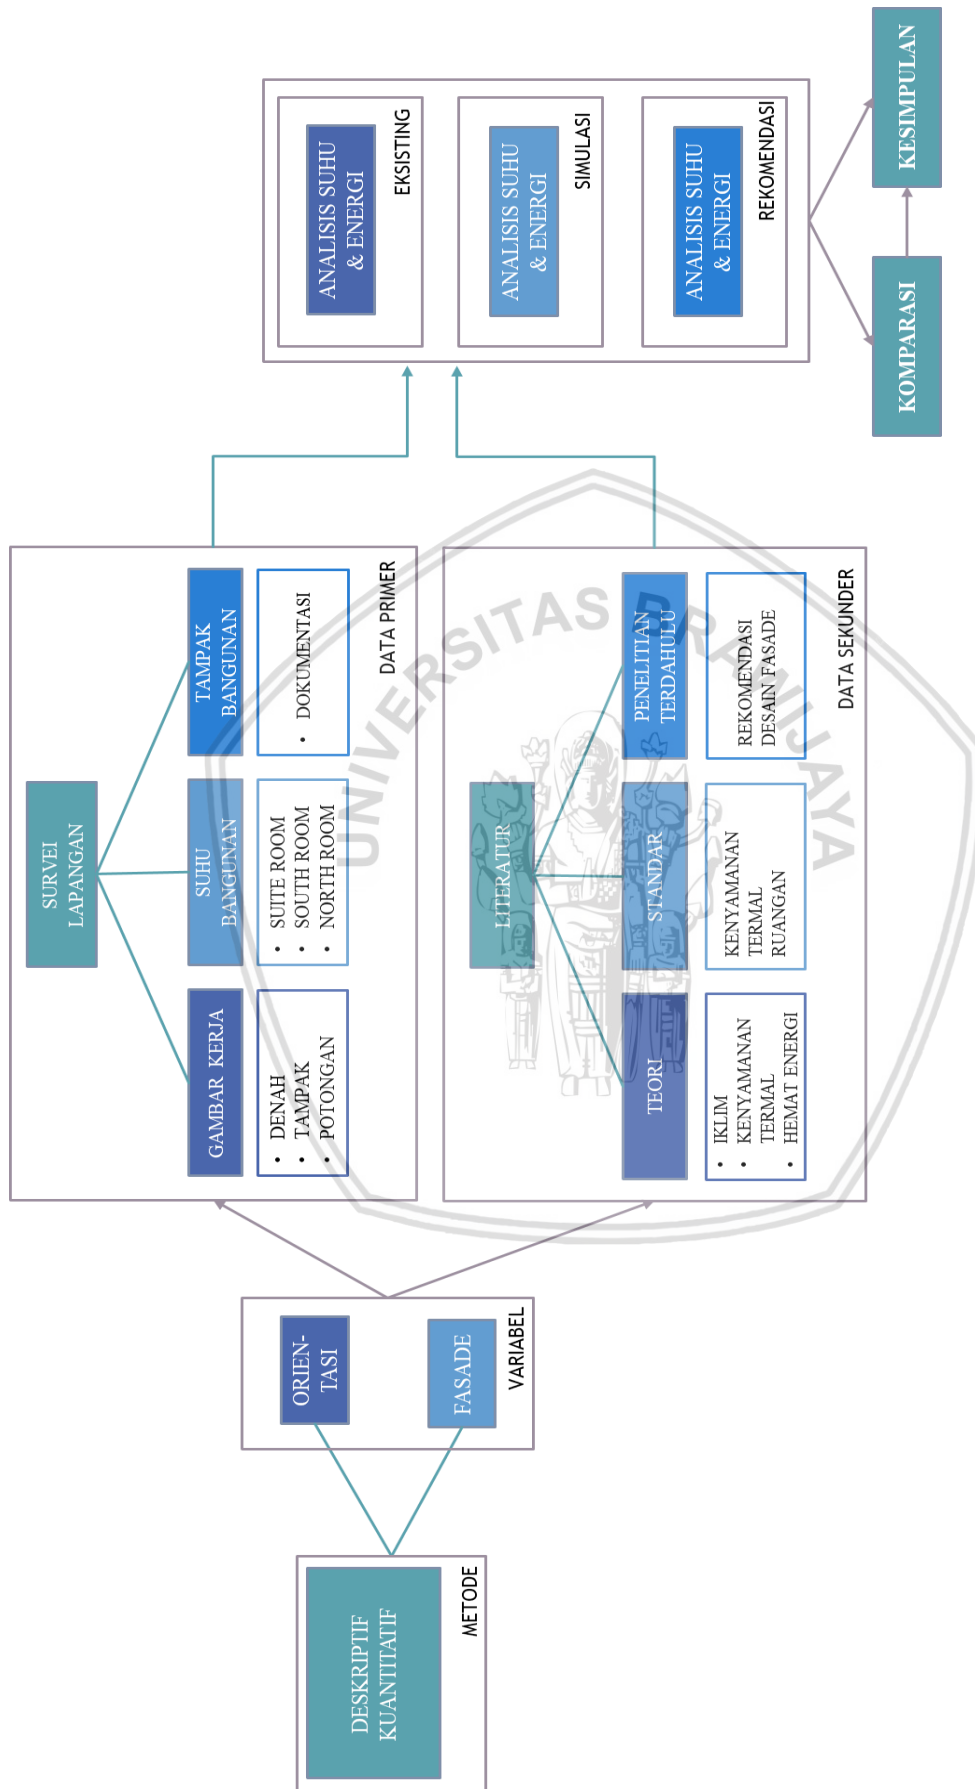 DESKRIPTIF
KUANTITATIF
METODE
ORIEN-
TASI
FASADE
VARIABEL
SURVEI
LAPANGAN
GAMBAR KERJA
• DENAH
• TAMPAK
• POTONGAN
SUHU
BANGUNAN
• SUITE ROOM
• SOUTH ROOM
• NORTH ROOM
TAMPAK
BANGUNAN
• DOKUMENTASI
DATA PRIMER
LITERATUR
TEORI
• IKLIM
• KENYAMANAN
TERMAL
• HEMAT ENERGI
STANDAR
KENYAMANAN
TERMAL
RUANGAN
PENELITIAN
TERDAHULU
REKOMENDASI
DESAIN FASADE
DATA SEKUNDER
ANALISIS SUHU
& ENERGI
EKSISTING
ANALISIS SUHU
& ENERGI
SIMULASI
ANALISIS SUHU
& ENERGI
REKOMENDASI
KOMPARASI
KESIMPULAN
UNIVERSITAS BRAWIJAYA